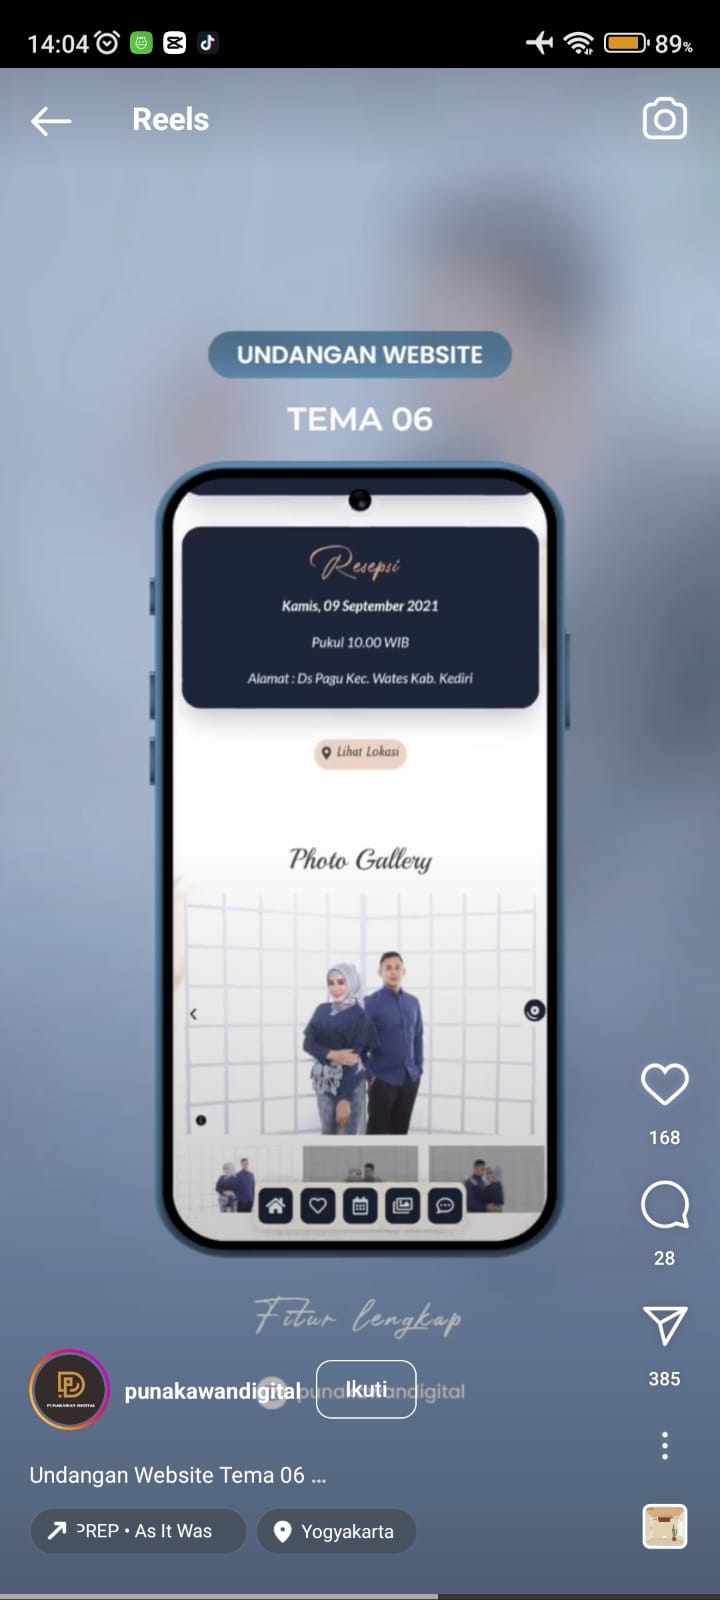 14:04
89%
Reels
UNDANGAN WEBSITE
TEMA 06
Resepsi
Kamis, 09 September 2021
Pukul 10.00 WIB
Alamat : Ds Pagu Kec. Wates Kab. Kediri
Lihat Lokasi
Photo Gallery
168
28
Fitur lengkap
385
PUNAKAWAN DIGITAL
punakawandigital
Ikuti
punakawandigital
Undangan Website Tema 06 ...
PREP • As It Was
Yogyakarta